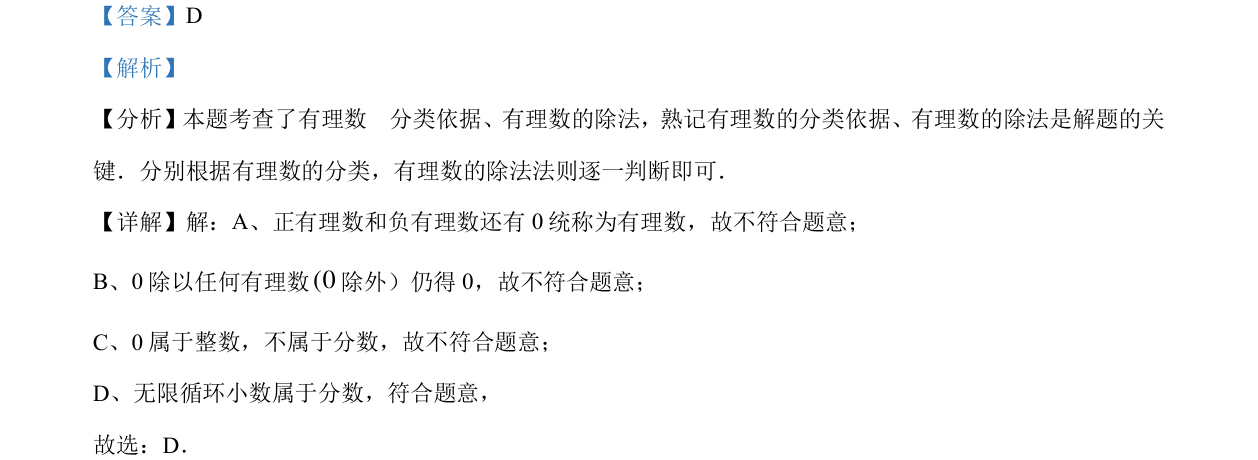 【答案】D
【解析】
【分析】本题考查了有理数 分类依据、有理数的除法，熟记有理数的分类依据、有理数的除法是解题的关
键．分别根据有理数的分类，有理数的除法法则逐一判断即可．
【详解】解：A、正有理数和负有理数还有 0 统称为有理数，故不符合题意；
B、0 除以任何有理数(0 除外）仍得 0，故不符合题意；
C、0 属于整数，不属于分数，故不符合题意；
D、无限循环小数属于分数，符合题意，
故选：D．